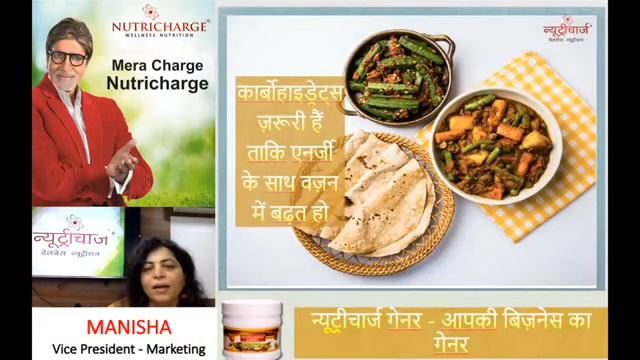 NUTRICHARGE
WELLNESS NUTRITION
Mera Charge
Nutricharge
न्यूट्रीचार्ज
वेलनेस न्यूट्रीशन
MANISHA
Vice President - Marketing
न्यूट्रीचार्ज
वेलनेस न्यूट्रीशन
कार्बोहाइड्रेट्स
ज़रूरी हैं
ताकि एनर्जी
के साथ वज़न
में बढ़त हो
न्यूट्रीचार्ज गेनर - आपकी बिज़नेस का
गेनर